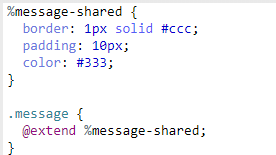 %message-shared {
  border: 1px solid #ccc;
  padding: 10px;
  color: #333;
}

.message {
  @extend %message-shared;
}